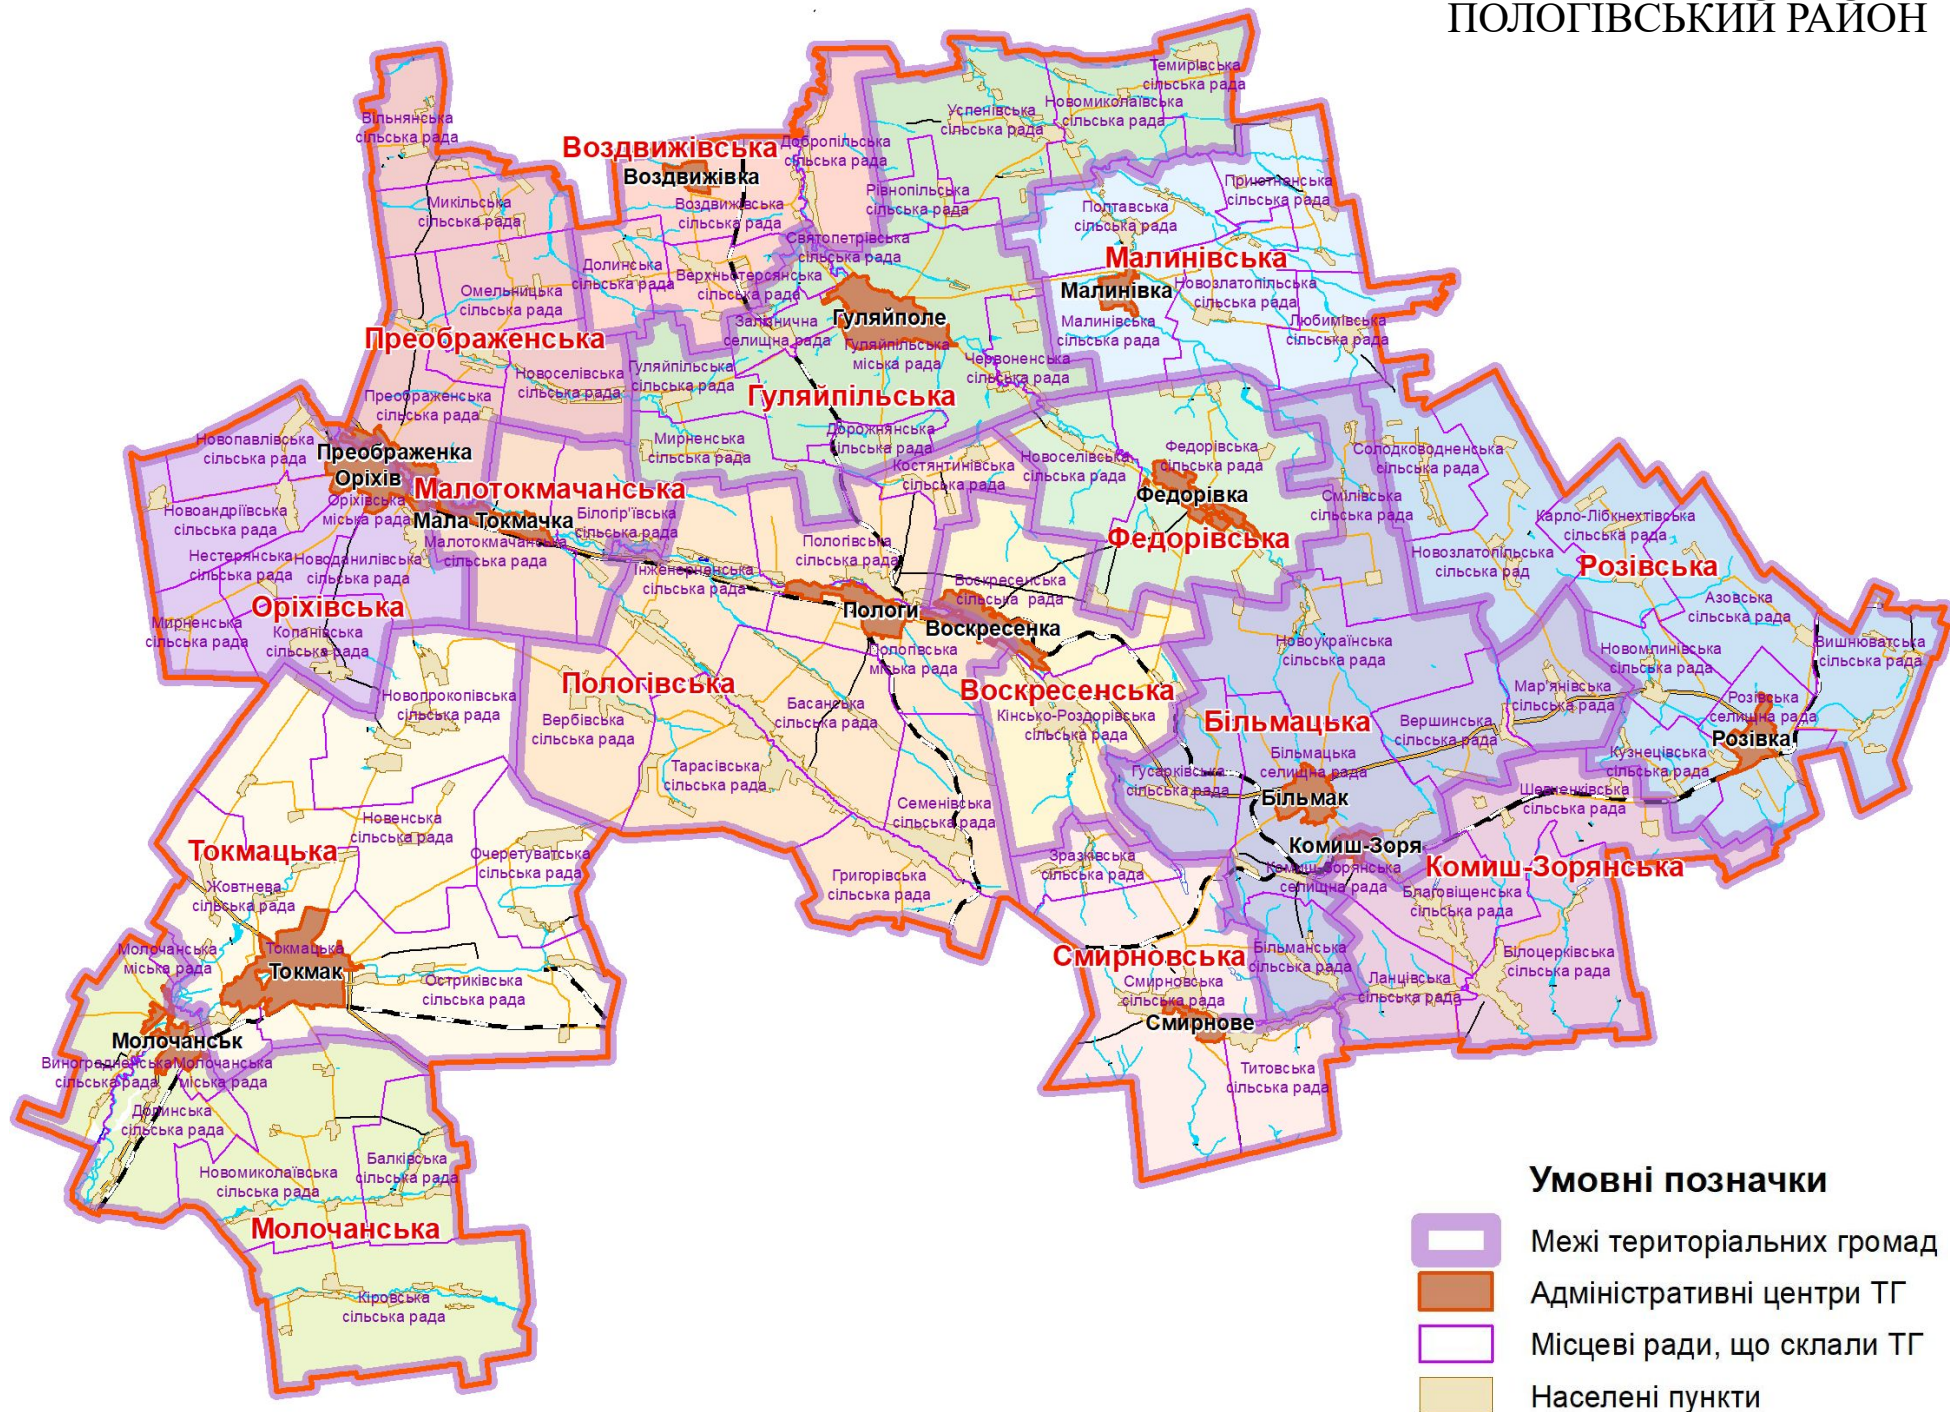 ПОЛОГІВСЬКИЙ РАЙОН
Темирівська
сільська рада
Вільнянська
сільська рада
Успенівська
сільська рада
Новомиколаївська
сільська рада
Воздвижівська
Воздвижівка
Добропільська
сільська рада
Микільська
сільська рада
Воздвижівська
сільська рада
Рівнопільська
сільська рада
Полтавська
сільська рада
Приютненська
сільська рада
Святопетрівська
сільська рада
Малинівська
Малинівка
Долинська
сільська рада
Верхньотерсянська
сільська рада
Новозлатопільська
сільська рада
Омельницька
сільська рада
Гуляйполе
Залізнична
селищна рада
Гуляйпільська
міська рада
Малинівська
сільська рада
Любимівська
сільська рада
Преображенська
Новоселівська
сільська рада
Гуляйпільська
сільська рада
Червоненська
сільська рада
Преображенська
сільська рада
Гуляйпільська
Новопавлівська
сільська рада
Мирненська
сільська рада
Дорожнянська
сільська рада
Преображенка
Оріхів
Костянтинівська
сільська рада
Новоселівська
сільська рада
Федорівська
сільська рада
Солодководненська
сільська рада
Малотокмачанська
Оріхівська
міська рада
Мала Токмачка
Білогір'ївська
сільська рада
Федорівка
Смілівська
сільська рада
Новоандріївська
сільська рада
Карло-Лібкнехтівська
сільська рада
Малотокмачанська
сільська рада
Пологівська
сільська рада
Федорівська
Нестерянська
сільська рада
Новоданилівська
сільська рада
Новозлатопільська
сільська рад
Розівська
Інженерненська
сільська рада
Воскресенська
сільська рада
Оріхівська
Пологи
Воскресенка
Азовська
сільська рада
Мирненська
сільська рада
Копанівська
сільська рада
Пологівська
міська рада
Новоукраїнська
сільська рада
Новомлинівська
сільська рада
Вишнюватська
сільська рада
Новопрокопівська
сільська рада
Пологівська
Воскресенська
Мар'янівська
сільська рада
Розівська
селищна рада
Вербівська
сільська рада
Басанська
сільська рада
Кінсько-Роздорівська
сільська рада
Більмацька
Вершинська
сільська рада
Розівка
Тарасівська
сільська рада
Гусарківська
сільська рада
Більмацька
селищна рада
Кузнецівська
сільська рада
Більмак
Шевченківська
сільська рада
Новенська
сільська рада
Семенівська
сільська рада
Токмацька
Очеретуватська
сільська рада
Комиш-Зоря
Зразківська
сільська рада
Комиш-Зорянська
селищна рада
Комиш-Зорянська
Жовтнева
сільська рада
Григорівська
сільська рада
Благовіщенська
сільська рада
Молочанська
міська рада
Токмацька
Токмак
Остриківська
сільська рада
Смирновська
Більманська
сільська рада
Білоцерківська
сільська рада
Смирновська
сільська рада
Ланцівська
сільська рада
Смирнове
Молочанськ
Виноградненська
сільська рада
Молочанська
міська рада
Титовська
сільська рада
Долинська
сільська рада
Новомиколаївська
сільська рада
Балківська
сільська рада
Молочанська
Кіровська
сільська рада
Умовні позначки
Межі територіальних громад
Адміністративні центри ТГ
Місцеві ради, що склали ТГ
Населені пункти